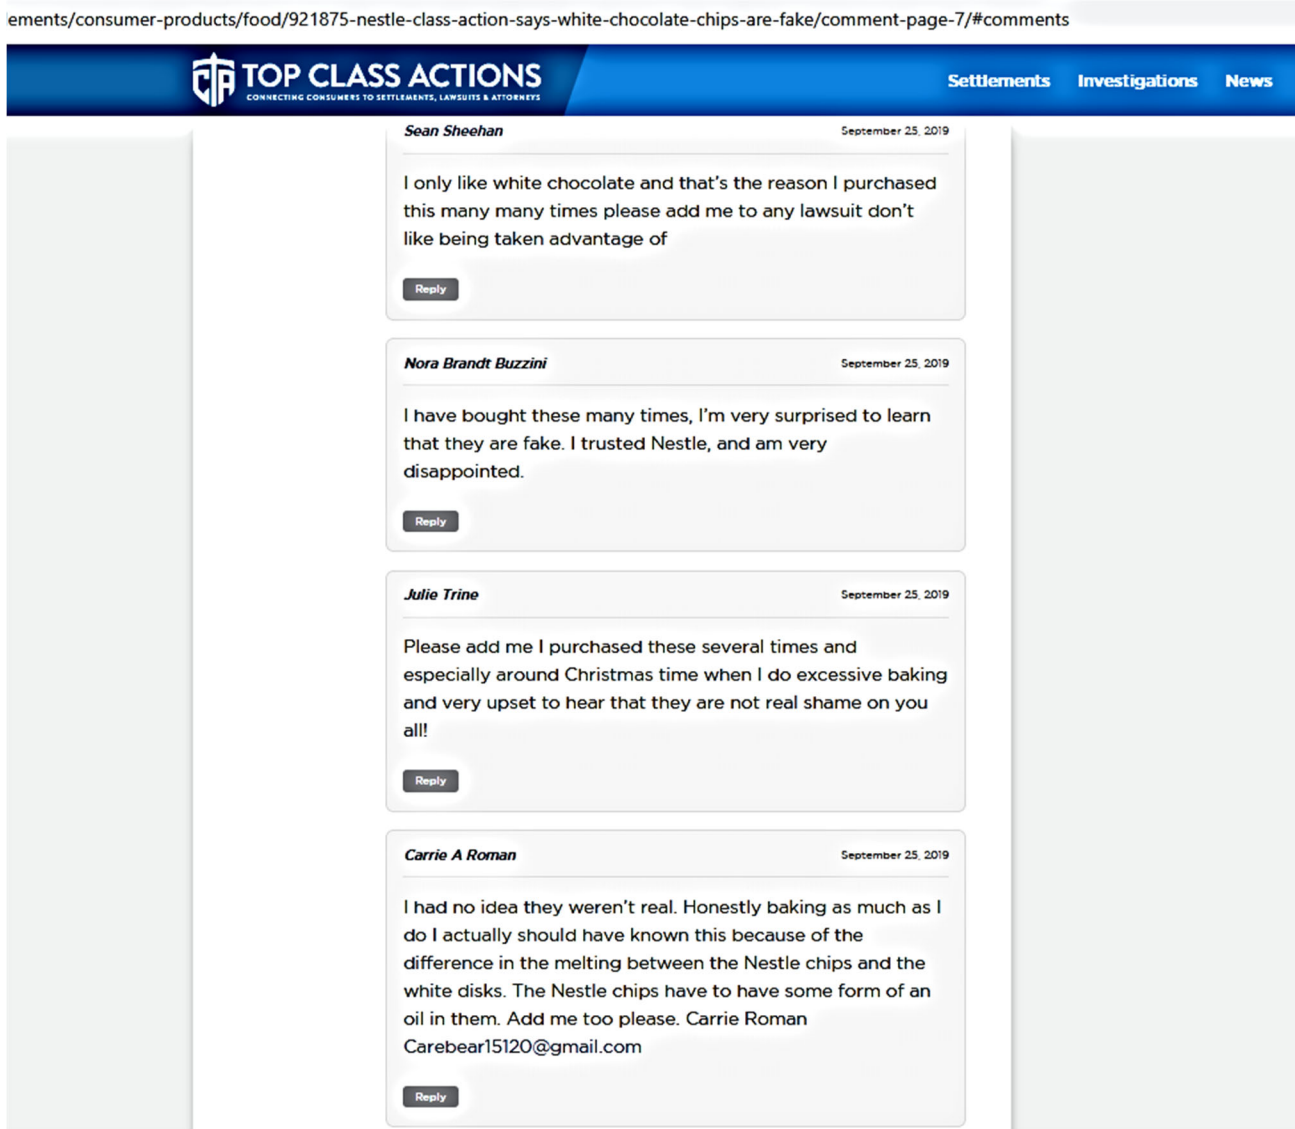 ements/consumer-products/food/921875-nestle-class-action-says-white-chocolate-chips-are-fake/comment-page-7/#comments
CTA TOP CLASS ACTIONS
CONNECTING CONSUMERS TO SETTLEMENTS, LAWSUITS & ATTORNEYS
Settlements Investigations News
Sean Sheehan September 25, 2019
I only like white chocolate and that's the reason I purchased
this many many times please add me to any lawsuit don't
like being taken advantage of
Reply
Nora Brandt Buzzini September 25, 2019
I have bought these many times, I'm very surprised to learn
that they are fake. I trusted Nestle, and am very
disappointed.
Reply
Julie Trine September 25, 2019
Please add me I purchased these several times and
especially around Christmas time when I do excessive baking
and very upset to hear that they are not real shame on you
all!
Reply
Carrie A Roman September 25, 2019
I had no idea they weren't real. Honestly baking as much as I
do I actually should have known this because of the
difference in the melting between the Nestle chips and the
white disks. The Nestle chips have to have some form of an
oil in them. Add me too please. Carrie Roman
Carebear15120@gmail.com
Reply